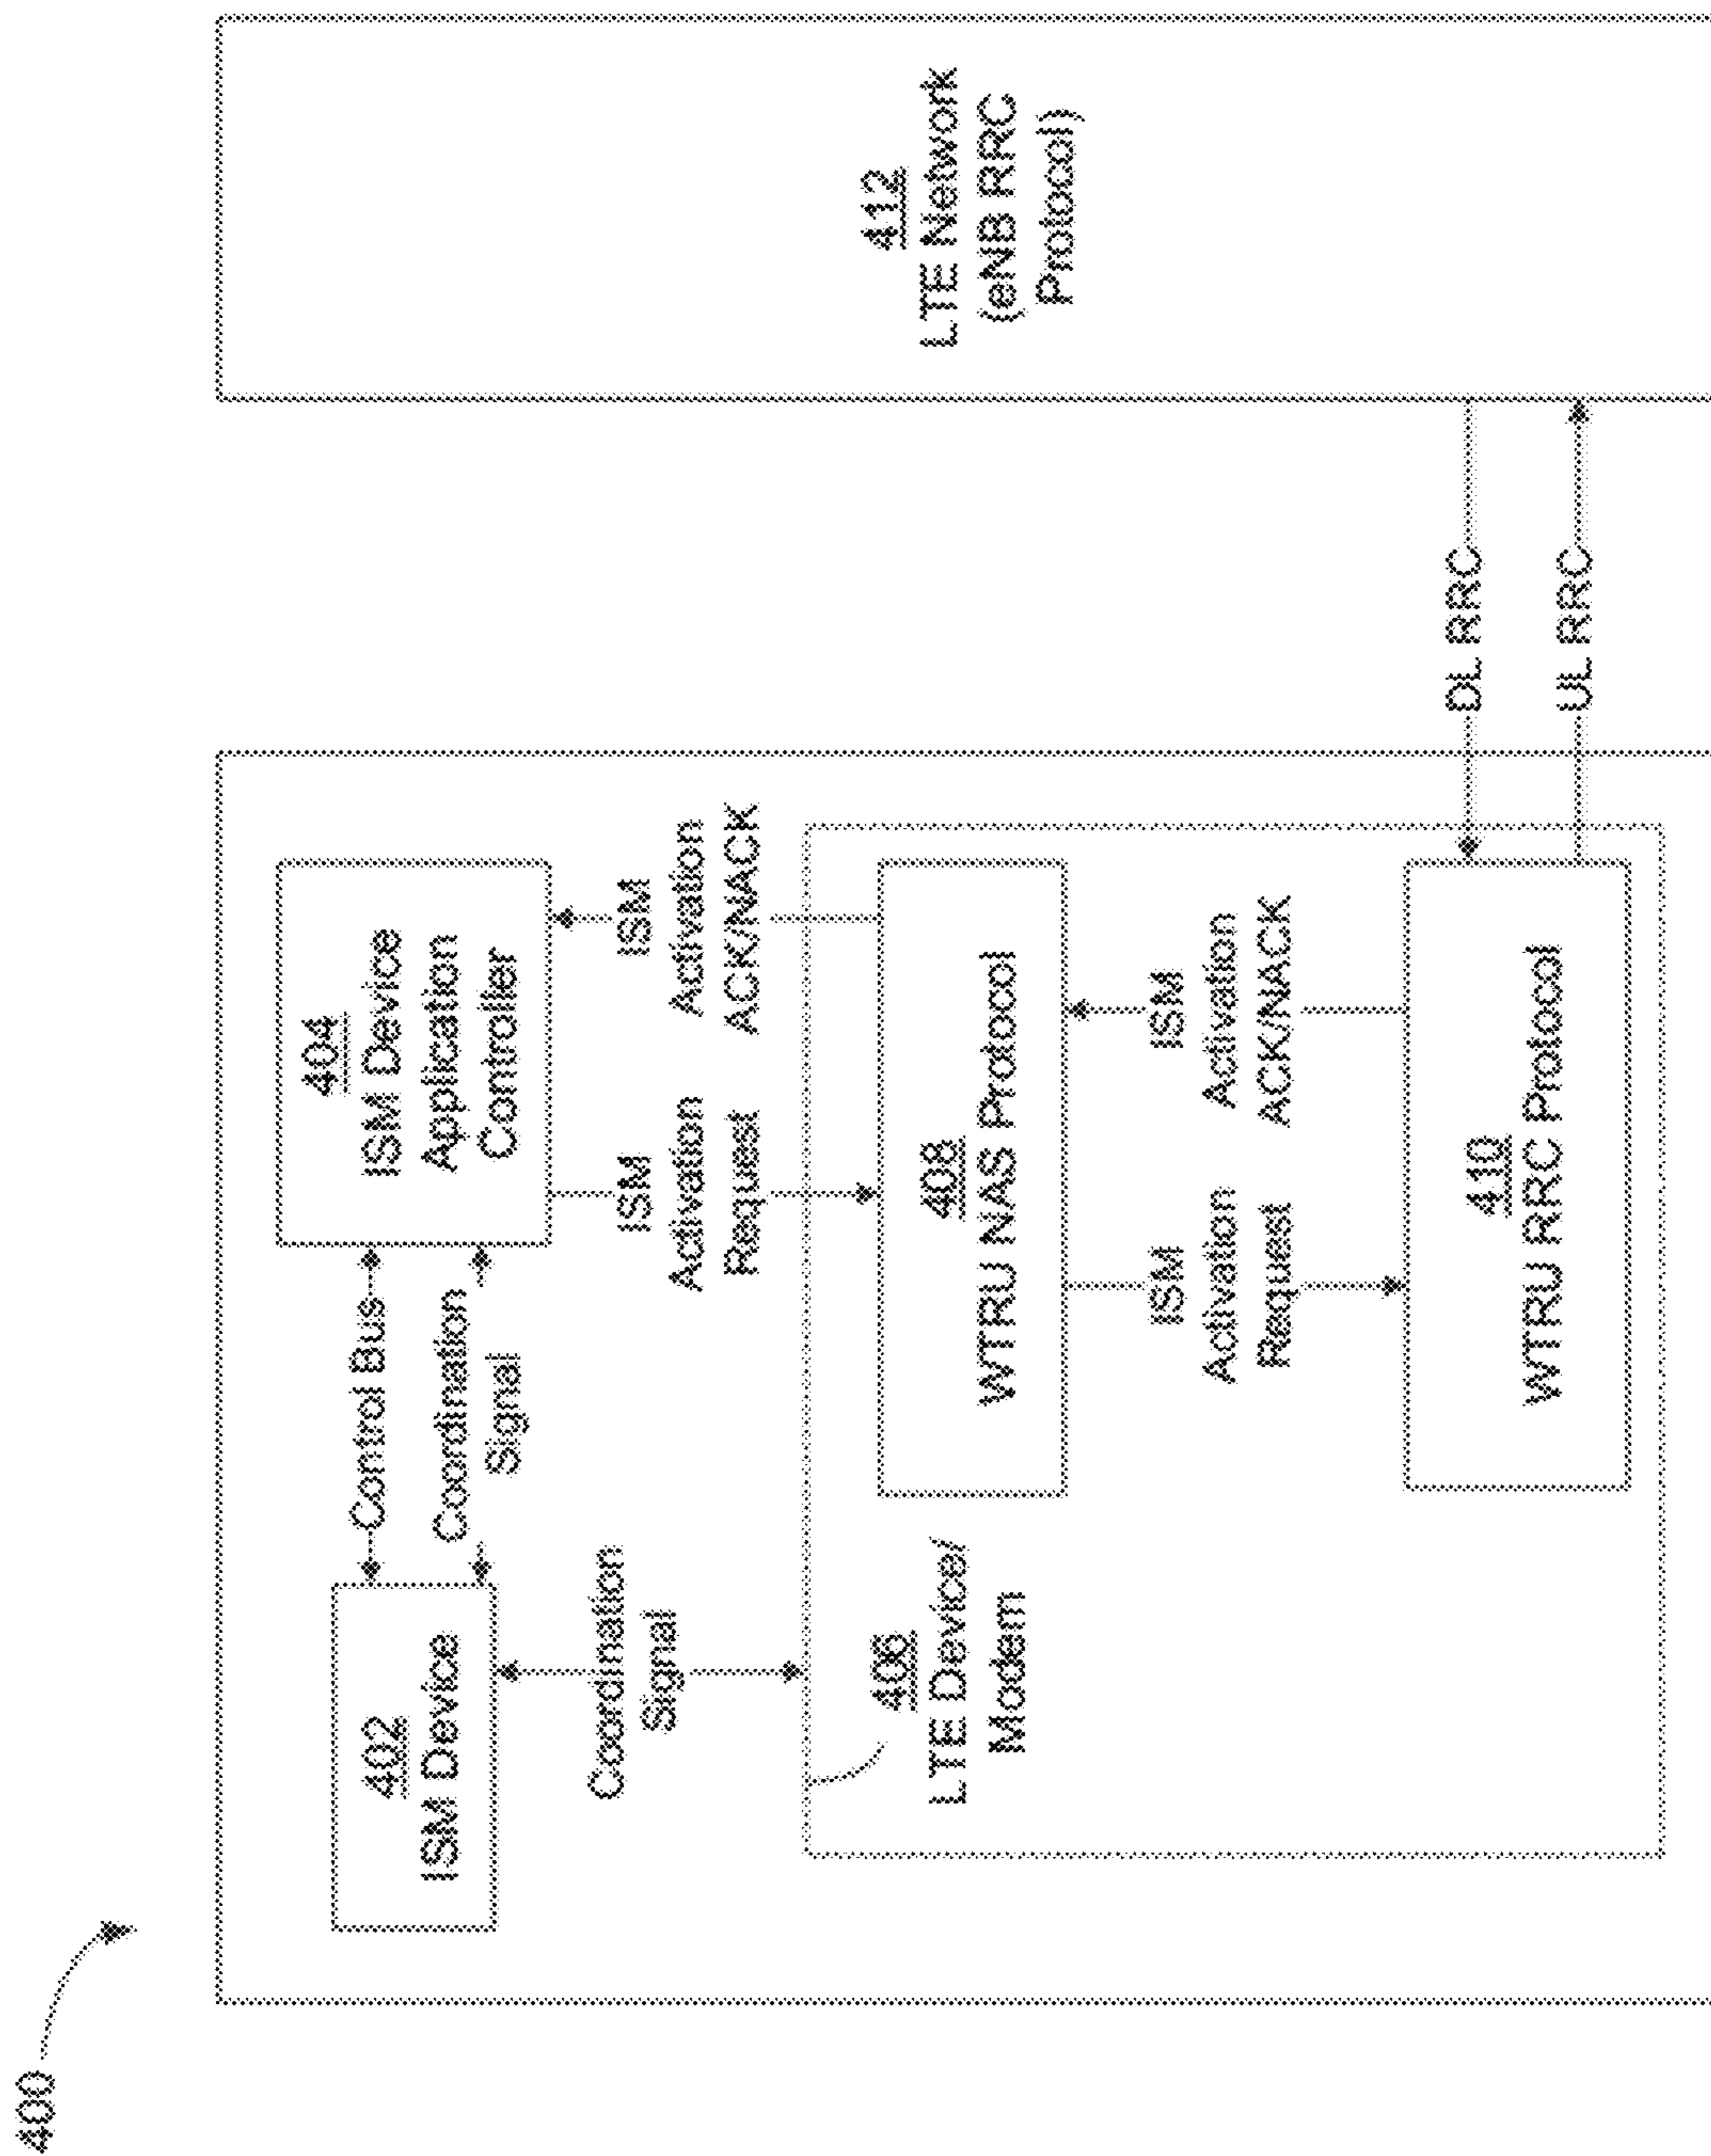 400
402
ISM Device
Control Bus
Coordination
Signal
404
ISM Device
Application
Controller
Coordination
Signal
ISM
Activation
Request
ISM
Activation
ACK/NACK
406
LTE Device/
Modem
408
WTRU NAS Protocol
ISM
Activation
Request
ISM
Activation
ACK/NACK
410
WTRU RRC Protocol
DL RRC
UL RRC
412
LTE Network
(eNB RRC
Protocol)